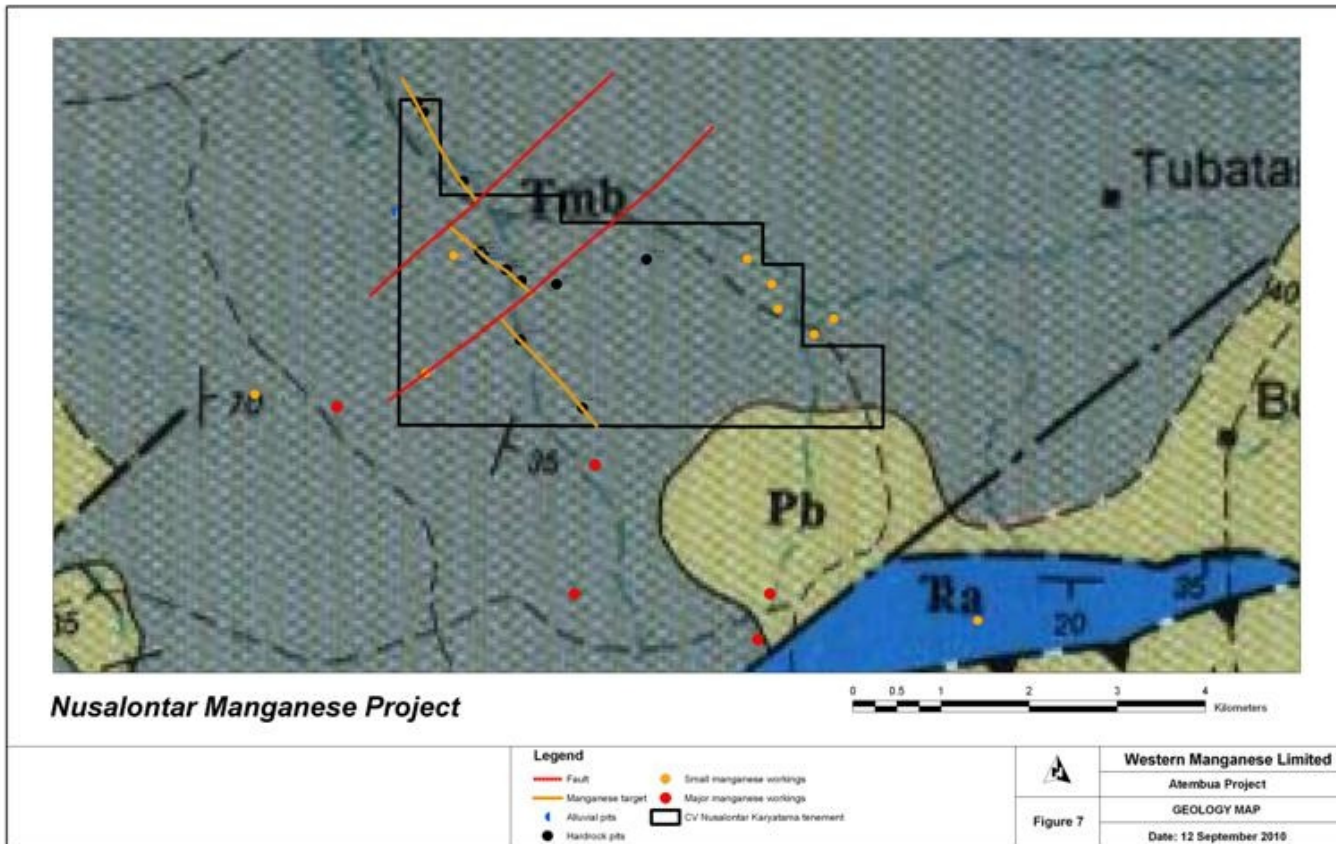 Tmb
Tubata
40
70
35
Pb
Ra
35
20
35
Nusalontar Manganese Project
0 0.5 1 2 3 4
Kilometers
Legend
Fault
Manganese target
Alluvial pits
Hardrock pits
Small manganese workings
Major manganese workings
CV Nusalontar Karyatama tenement
Figure 7
Western Manganese Limited
Atembua Project
GEOLOGY MAP
Date: 12 September 2010